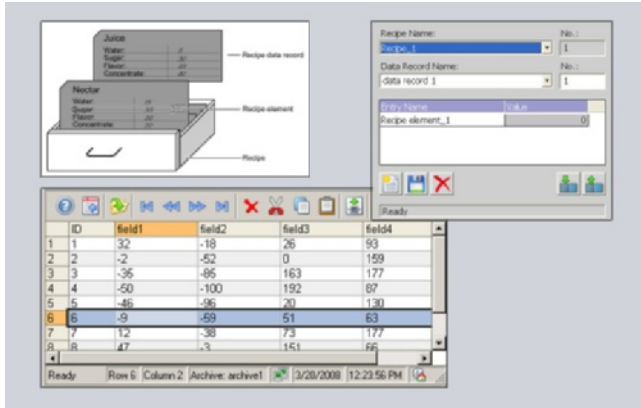 Juice
Water:
Sugar:
Flavor:
Concentrate:
Recipe data record
Nectar
Water:
Sugar
Flavor
Concentrate
Recipe element
Recipe
Recipe Name: No.:
Recipe_1 1
Data Record Name: No.:
data record 1 1
Entry Name Value
Recipe element_1 0
Ready
ID field1 field2 field3 field4
1 1 32 -18 26 93
2 2 -2 -52 0 159
3 3 -35 -85 163 177
4 4 -50 -100 192 87
5 5 -46 -96 20 130
6 6 -9 -59 51 63
7 7 12 -38 73 177
8 8 47 -3 151 66
Ready Row 6 Column 2 Archive: archive1 3/28/2008 12:23:56 PM